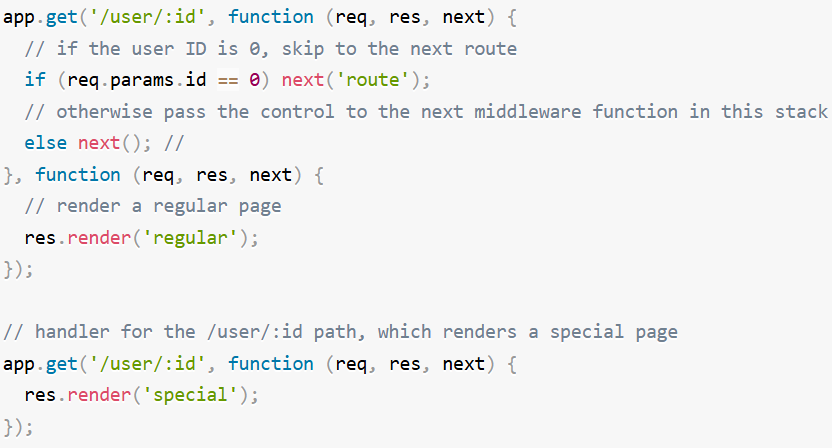 app.get('/user/:id', function (req, res, next) {
  // if the user ID is 0, skip to the next route
  if (req.params.id == 0) next('route');
  // otherwise pass the control to the next middleware function in this stack
  else next(); //
}, function (req, res, next) {
  // render a regular page
  res.render('regular');
});

// handler for the /user/:id path, which renders a special page
app.get('/user/:id', function (req, res, next) {
  res.render('special');
});